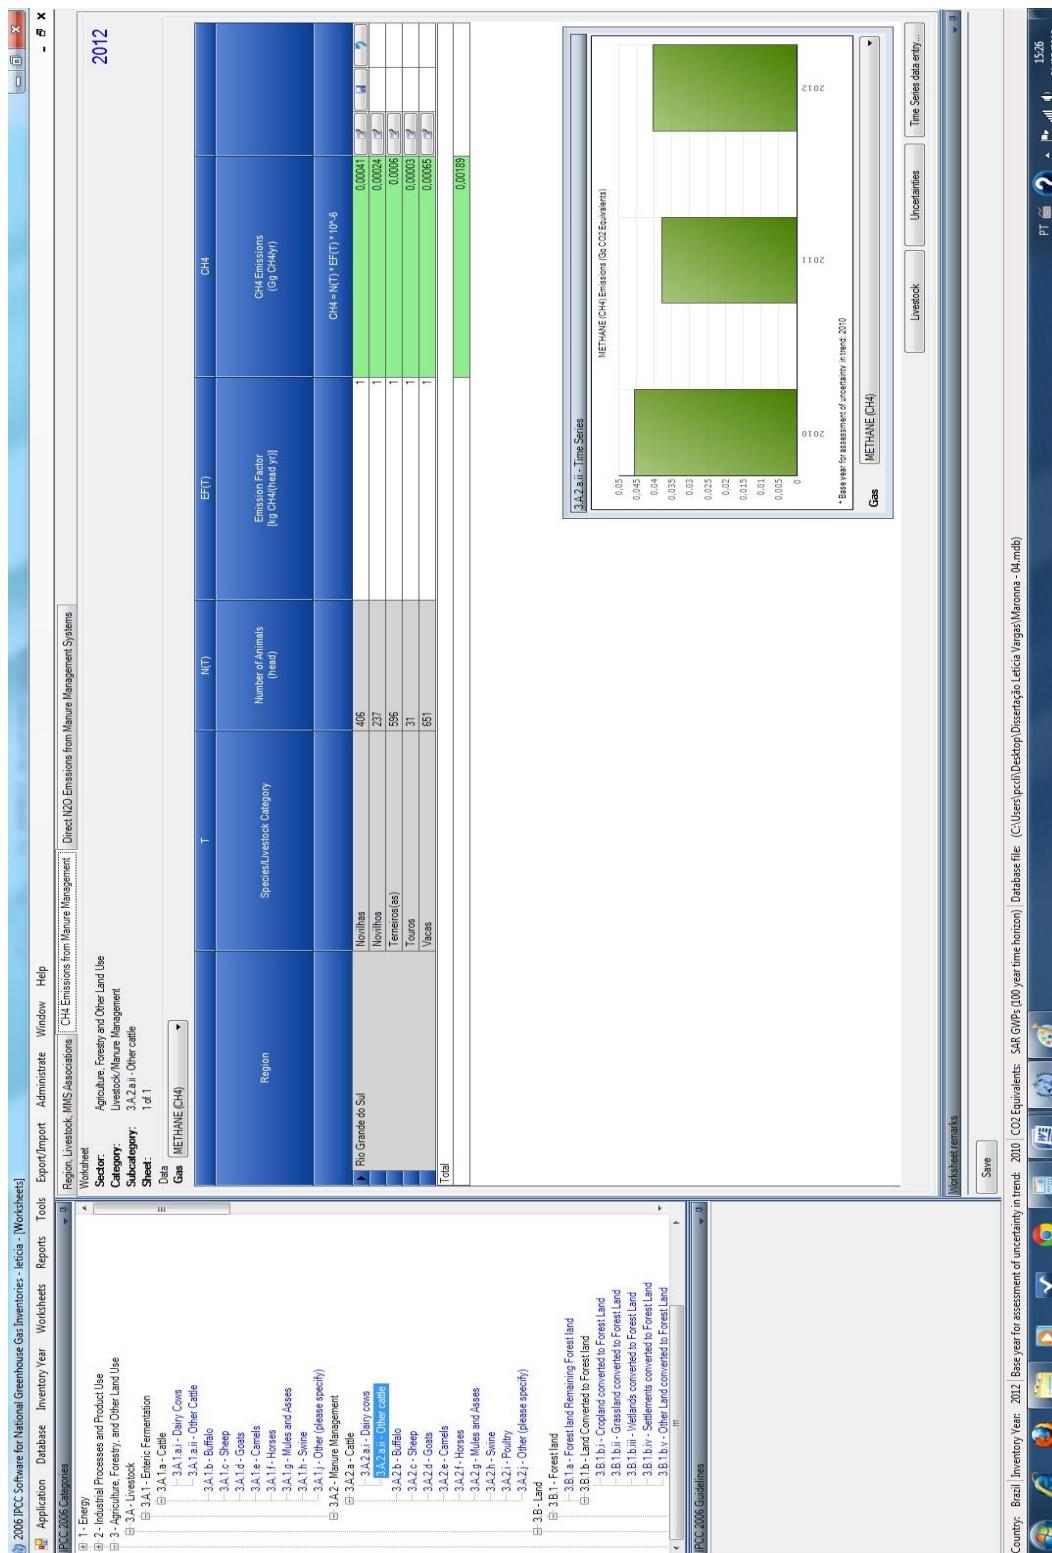 2006 IPCC Software for National Greenhouse Gas Inventories - leticia - [Worksheets]
Application Database Inventory Year Worksheets Reports Tools Export/Import Administrate Window Help
IPCC 2006 Categories
1 - Energy
2 - Industrial Processes and Product Use
3 - Agriculture, Forestry, and Other Land Use
3.A - Livestock
3.A.1 - Enteric Fermentation
3.A.1.a - Cattle
3.A.1.a.i - Dairy Cows
3.A.1.a.ii - Other Cattle
3.A.1.b - Buffalo
3.A.1.c - Sheep
3.A.1.d - Goats
3.A.1.e - Camels
3.A.1.f - Horses
3.A.1.g - Mules and Asses
3.A.1.h - Swine
3.A.1.j - Other (please specify)
3.A.2 - Manure Management
3.A.2.a - Cattle
3.A.2.a.i - Dairy cows
3.A.2.a.ii - Other cattle
3.A.2.b - Buffalo
3.A.2.c - Sheep
3.A.2.d - Goats
3.A.2.e - Camels
3.A.2.f - Horses
3.A.2.g - Mules and Asses
3.A.2.h - Swine
3.A.2.i - Poultry
3.A.2.j - Other (please specify)
3.B - Land
3.B.1 - Forest land
3.B.1.a - Forest land Remaining Forest land
3.B.1.b - Land Converted to Forest land
3.B.1.b.i - Cropland converted to Forest Land
3.B.1.b.ii - Grassland converted to Forest Land
3.B.1.b.iii - Wetlands converted to Forest Land
3.B.1.b.iv - Settlements converted to Forest Land
3.B.1.b.v - Other Land converted to Forest Land
IPCC 2006 Guidelines
Region, Livestock, MMS Associations CH4 Emissions from Manure Management Direct N2O Emissions from Manure Management Systems
Worksheet
Sector: Agriculture, Forestry and Other Land Use
Category: Livestock/Manure Management
Subcategory: 3.A.2.a.ii - Other cattle
Sheet: 1 of 1
2012
Data
Gas METHANE (CH4)
T N(T) EF(T) CH4
Region Species/Livestock Category Number of Animals (head) Emission Factor [kg CH4/(head yr)] CH4 Emissions (Gg CH4/yr)
CH4 = N(T) * EF(T) * 10^-6
Rio Grande do Sul Novilhas 406 1 0,00041
Novilhos 237 1 0,00024
Terneiros(as) 596 1 0,0006
Touros 31 1 0,00003
Vacas 651 1 0,00065
Total 0,00189
3.A.2.a.ii - Time Series
METHANE (CH4) Emissions (Gg CO2 Equivalents)
0,05
0,045
0,04
0,035
0,03
0,025
0,02
0,015
0,01
0,005
0
2010 2011 2012
* Base year for assessment of uncertainty in trend: 2010
Gas METHANE (CH4)
Livestock Uncertainties Time Series data entry...
Worksheet remarks
Save
Country: Brazil Inventory Year: 2012 Base year for assessment of uncertainty in trend: 2010 CO2 Equivalents: SAR GWPs (100 year time horizon) Database file: (C:\Users\pccli\Desktop\Dissertação Leticia Vargas\Maronna - 04.mdb)
PT 15:26